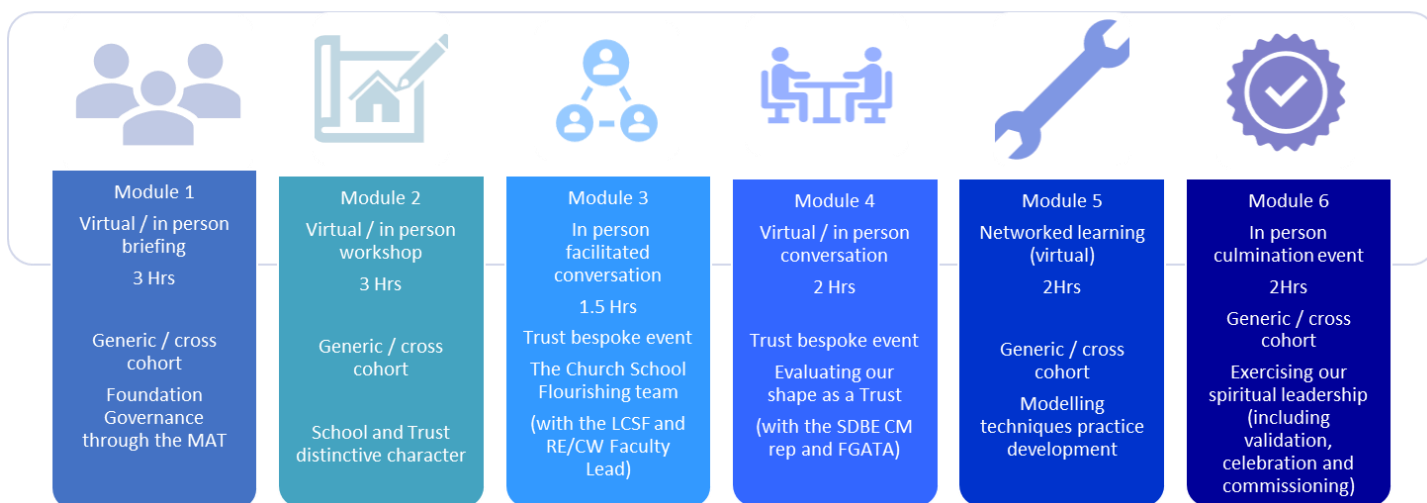 Module 1
Virtual / in person
briefing
3 Hrs
Generic / cross
cohort
Foundation
Governance
through the MAT
Module 2
Virtual / in person
workshop
3 Hrs
Generic / cross
cohort
School and Trust
distinctive character
Module 3
In person
facilitated
conversation
1.5 Hrs
Trust bespoke event
The Church School
Flourishing team
(with the LCSF and
RE/CW Faculty
Lead)
Module 4
Virtual / in person
conversation
2 Hrs
Trust bespoke event
Evaluating our
shape as a Trust
(with the SDBE CM
rep and FGATA)
Module 5
Networked learning
(virtual)
2Hrs
Generic / cross
cohort
Modelling
techniques practice
development
Module 6
In person
culmination event
2Hrs
Generic / cross
cohort
Exercising our
spiritual leadership
(including
validation,
celebration and
commissioning)